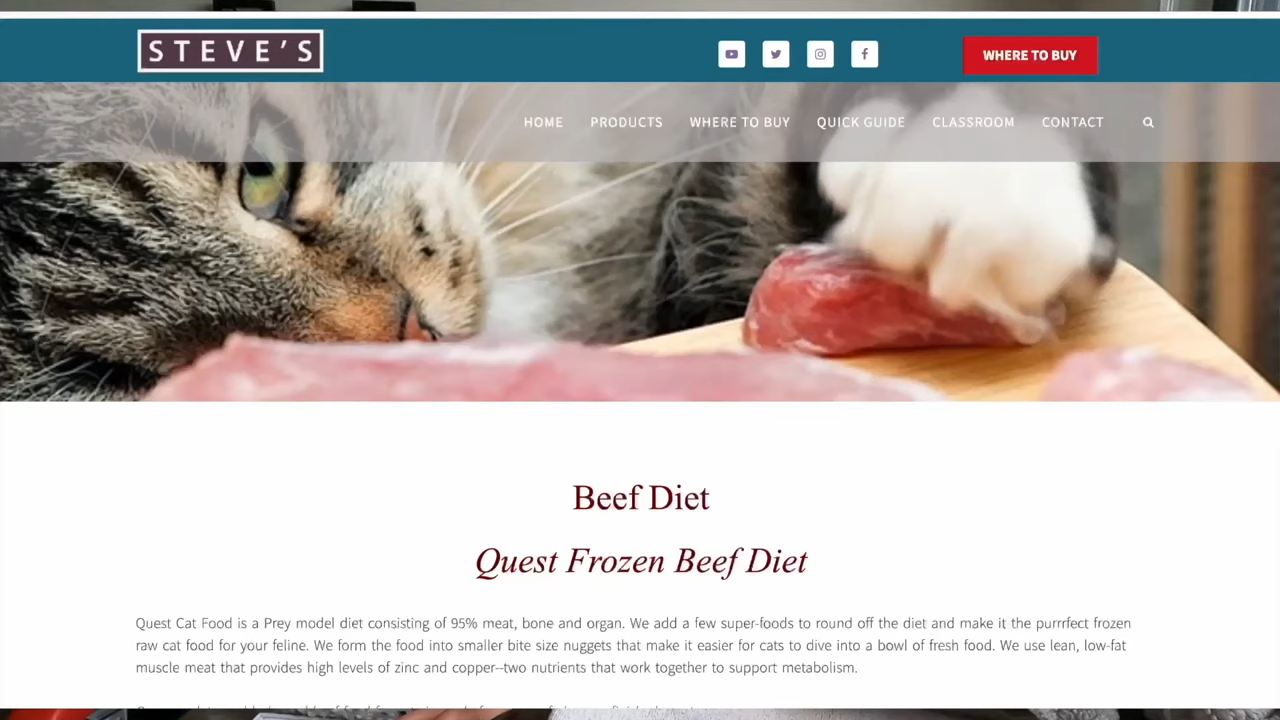 STEVE'S
WHERE TO BUY
HOME PRODUCTS WHERE TO BUY QUICK GUIDE CLASSROOM CONTACT
Beef Diet
Quest Frozen Beef Diet
Quest Cat Food is a Prey model diet consisting of 95% meat, bone and organ. We add a few super-foods to round off the diet and make it the purrrfect frozen
raw cat food for your feline. We form the food into smaller bite size nuggets that make it easier for cats to dive into a bowl of fresh food. We use lean, low-fat
muscle meat that provides high levels of zinc and copper--two nutrients that work together to support metabolism.